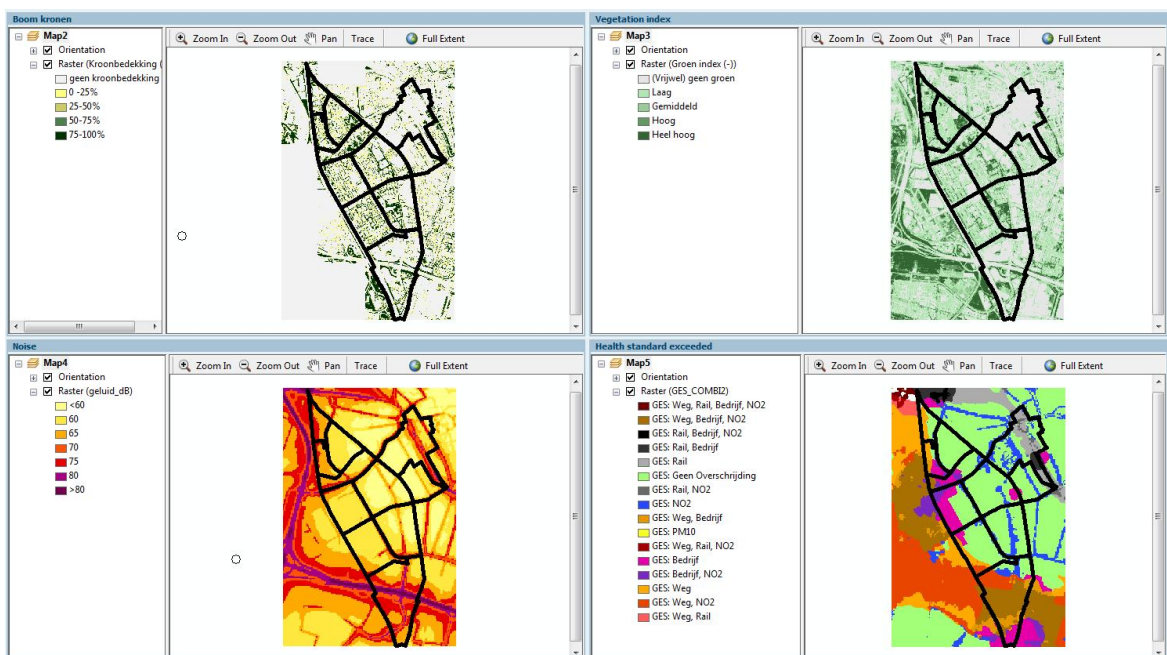 Boom kronen
Map2
Orientation
Raster (Kroonbedekking (
geen kroonbedekking
0 -25%
25-50%
50-75%
75-100%
Zoom In Zoom Out Pan Trace Full Extent
Vegetation index
Map3
Orientation
Raster (Groen index (-))
(Vrijwel) geen groen
Laag
Gemiddeld
Hoog
Heel hoog
Zoom In Zoom Out Pan Trace Full Extent
Noise
Map4
Orientation
Raster (geluid_dB)
<60
60
65
70
75
80
>80
Zoom In Zoom Out Pan Trace Full Extent
Health standard exceeded
Map5
Orientation
Raster (GES_COMBI2)
GES: Weg, Rail, Bedrijf, NO2
GES: Weg, Bedrijf, NO2
GES: Rail, Bedrijf, NO2
GES: Rail, Bedrijf
GES: Rail
GES: Geen Overschrijding
GES: Rail, NO2
GES: NO2
GES: Weg, Bedrijf
GES: PM10
GES: Weg, Rail, NO2
GES: Bedrijf
GES: Bedrijf, NO2
GES: Weg
GES: Weg, NO2
GES: Weg, Rail
Zoom In Zoom Out Pan Trace Full Extent